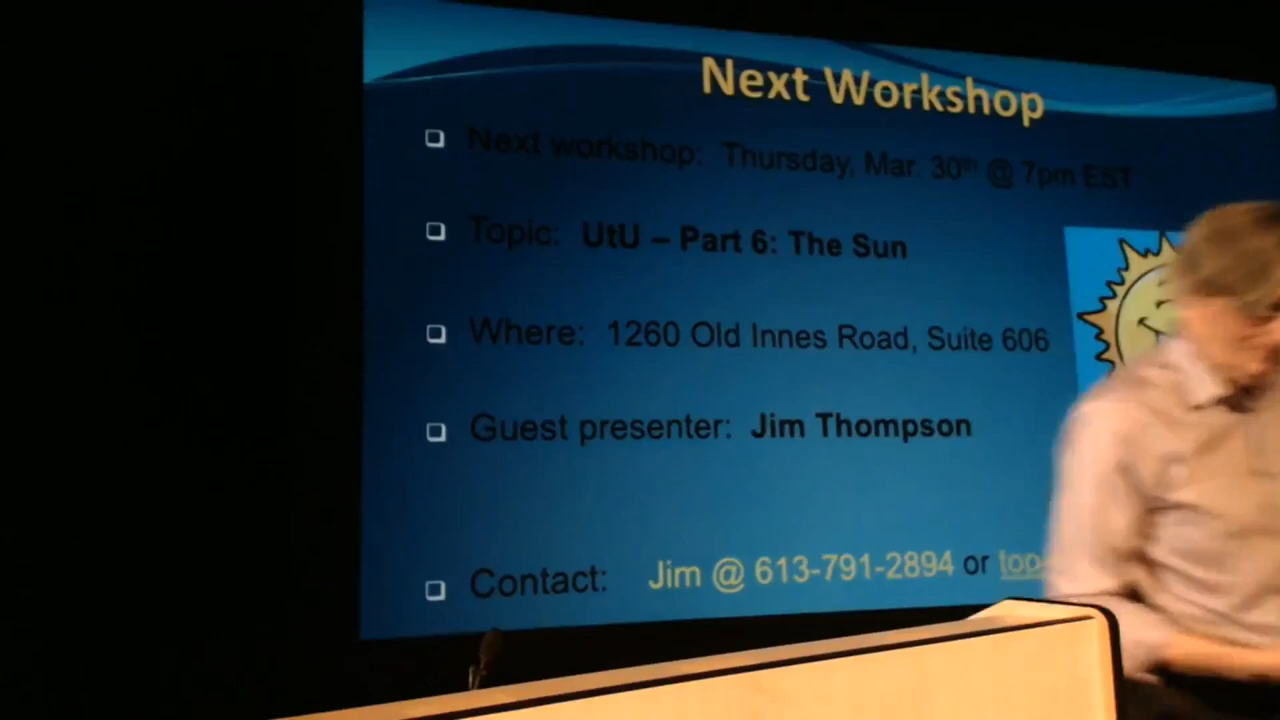 Next Workshop
Next workshop: Thursday, Mar. 30th @ 7pm EST
Topic: UtU – Part 6: The Sun
Where: 1260 Old Innes Road, Suite 606
Guest presenter: Jim Thompson
Contact: Jim @ 613-791-2894 or top-